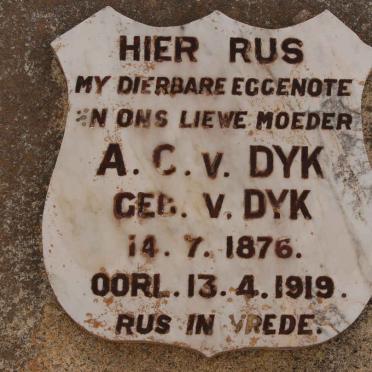 HIER RUS
MY DIERBARE EGGENOTE
EN ONS LIEWE MOEDER
A. C. v. DYK
GEB. v. DYK
14. 7. 1876.
OORL. 13. 4. 1919.
RUS IN VREDE.